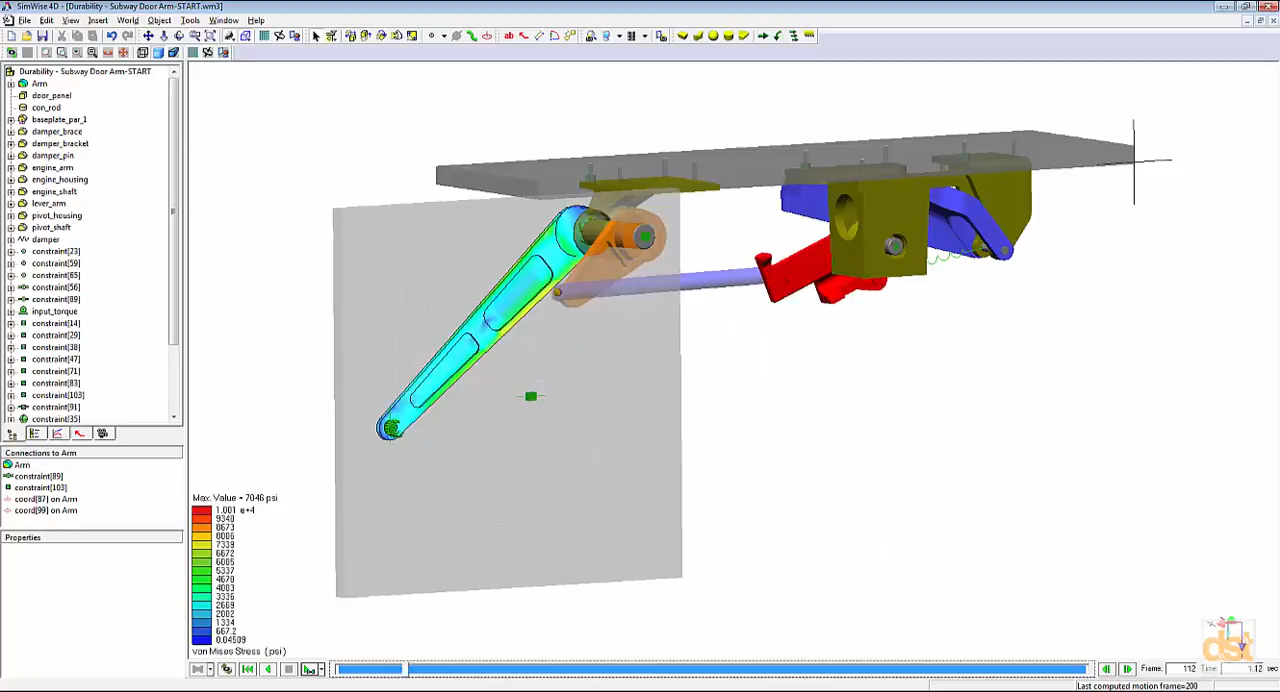 SimWise 4D - [Durability - Subway Door Arm-START.wm3]
File Edit View Insert World Object Tools Window Help
Durability - Subway Door Arm-START
Arm
door_panel
con_rod
baseplate_par_1
damper_brace
damper_bracket
damper_pin
engine_arm
engine_housing
engine_shaft
lever_arm
pivot_housing
pivot_shaft
damper
constraint[23]
constraint[59]
constraint[65]
constraint[56]
constraint[89]
input_torque
constraint[14]
constraint[29]
constraint[38]
constraint[47]
constraint[71]
constraint[83]
constraint[103]
constraint[91]
constraint[35]
Connections to Arm
Arm
constraint[89]
constraint[103]
coord[87] on Arm
coord[99] on Arm
Properties
Max. Value = 7046 psi
1.001 e+4
9340
8673
8006
7339
6672
6005
5337
4670
4003
3336
2669
2002
1334
667.2
0.04509
von Mises Stress ( psi )
dst
Frame: 112 Time: 1.12 sec
Last computed motion frame=200